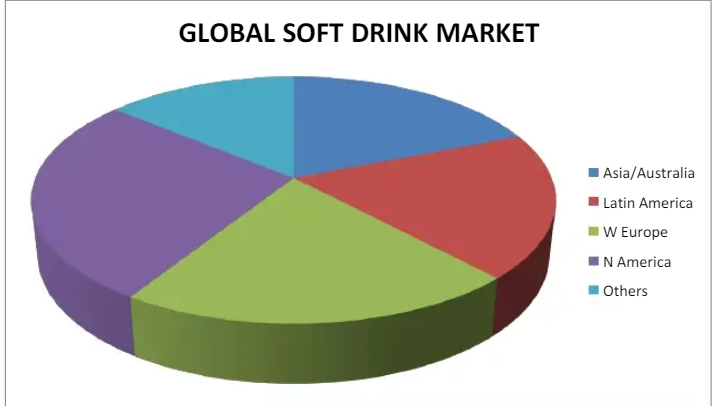 GLOBAL SOFT DRINK MARKET
Asia/Australia
Latin America
W Europe
N America
Others